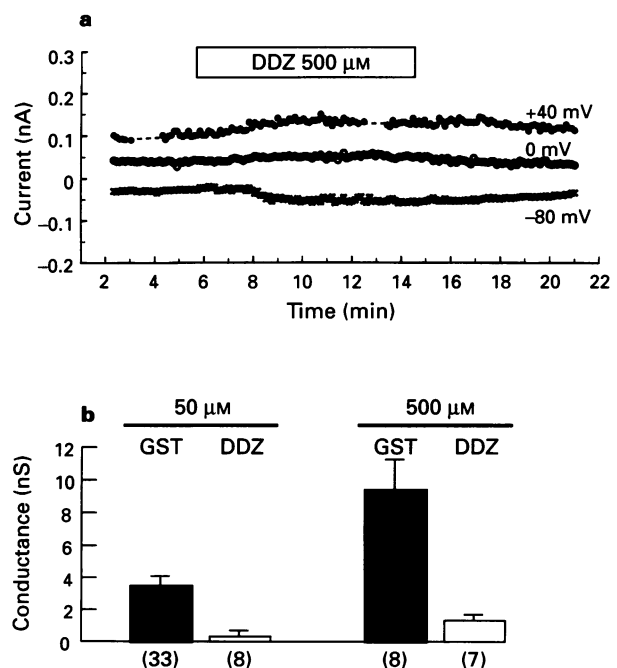 a
DDZ 500 µM
0.3
0.2
0.1
0
−0.1
−0.2
Current (nA)
+40 mV
0 mV
−80 mV
2 4 6 8 10 12 14 16 18 20 22
Time (min)
b
50 µM 500 µM
GST DDZ GST DDZ
12
10
8
6
4
2
0
Conductance (nS)
(33) (8) (8) (7)